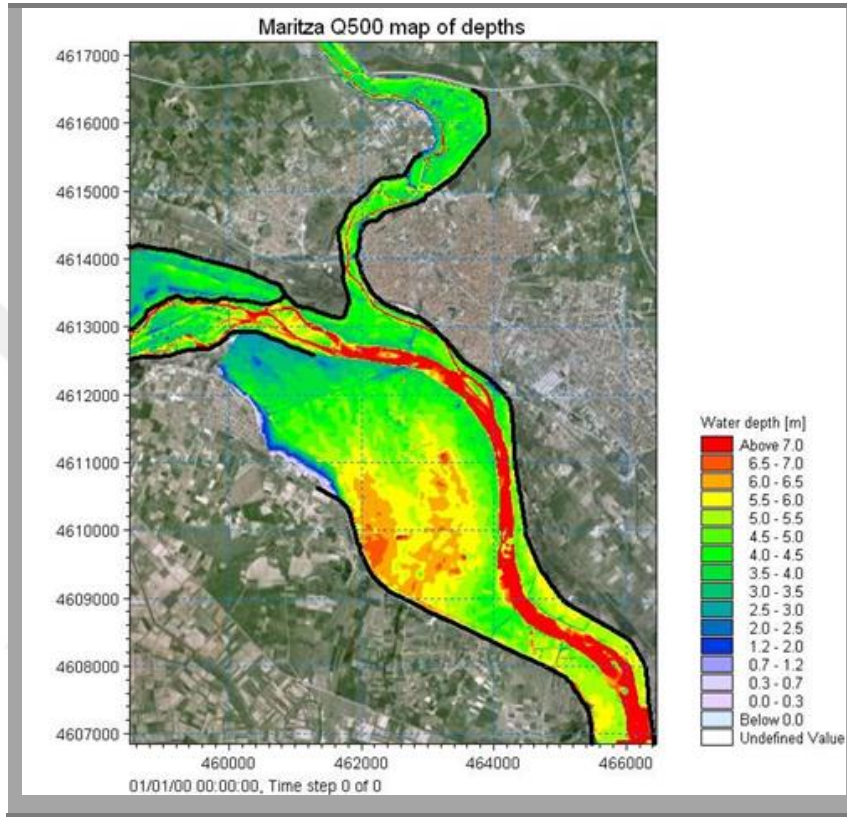 Maritza Q500 map of depths
4617000
4616000
4615000
4614000
4613000
4612000
4611000
4610000
4609000
4608000
4607000
460000 462000 464000 466000
01/01/00 00:00:00, Time step 0 of 0
Water depth [m]
Above 7.0
6.5 - 7.0
6.0 - 6.5
5.5 - 6.0
5.0 - 5.5
4.5 - 5.0
4.0 - 4.5
3.5 - 4.0
3.0 - 3.5
2.5 - 3.0
2.0 - 2.5
1.2 - 2.0
0.7 - 1.2
0.3 - 0.7
0.0 - 0.3
Below 0.0
Undefined Value